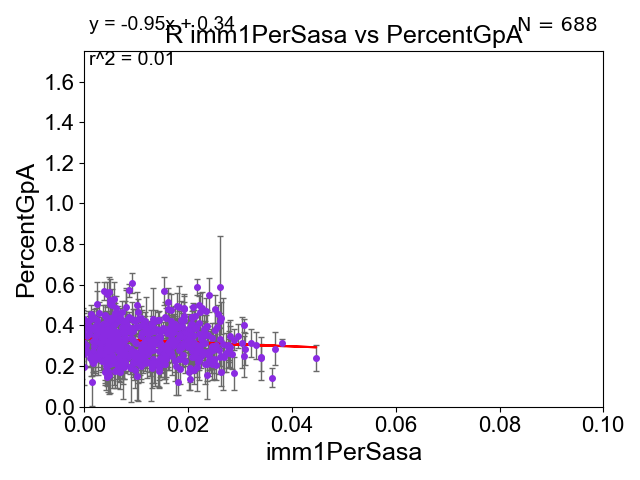 y = -0.95x + 0.34
N = 688
R imm1PerSasa vs PercentGpA
r^2 = 0.01
PercentGpA
1.6
1.4
1.2
1.0
0.8
0.6
0.4
0.2
0.0
0.00 0.02 0.04 0.06 0.08 0.10
imm1PerSasa